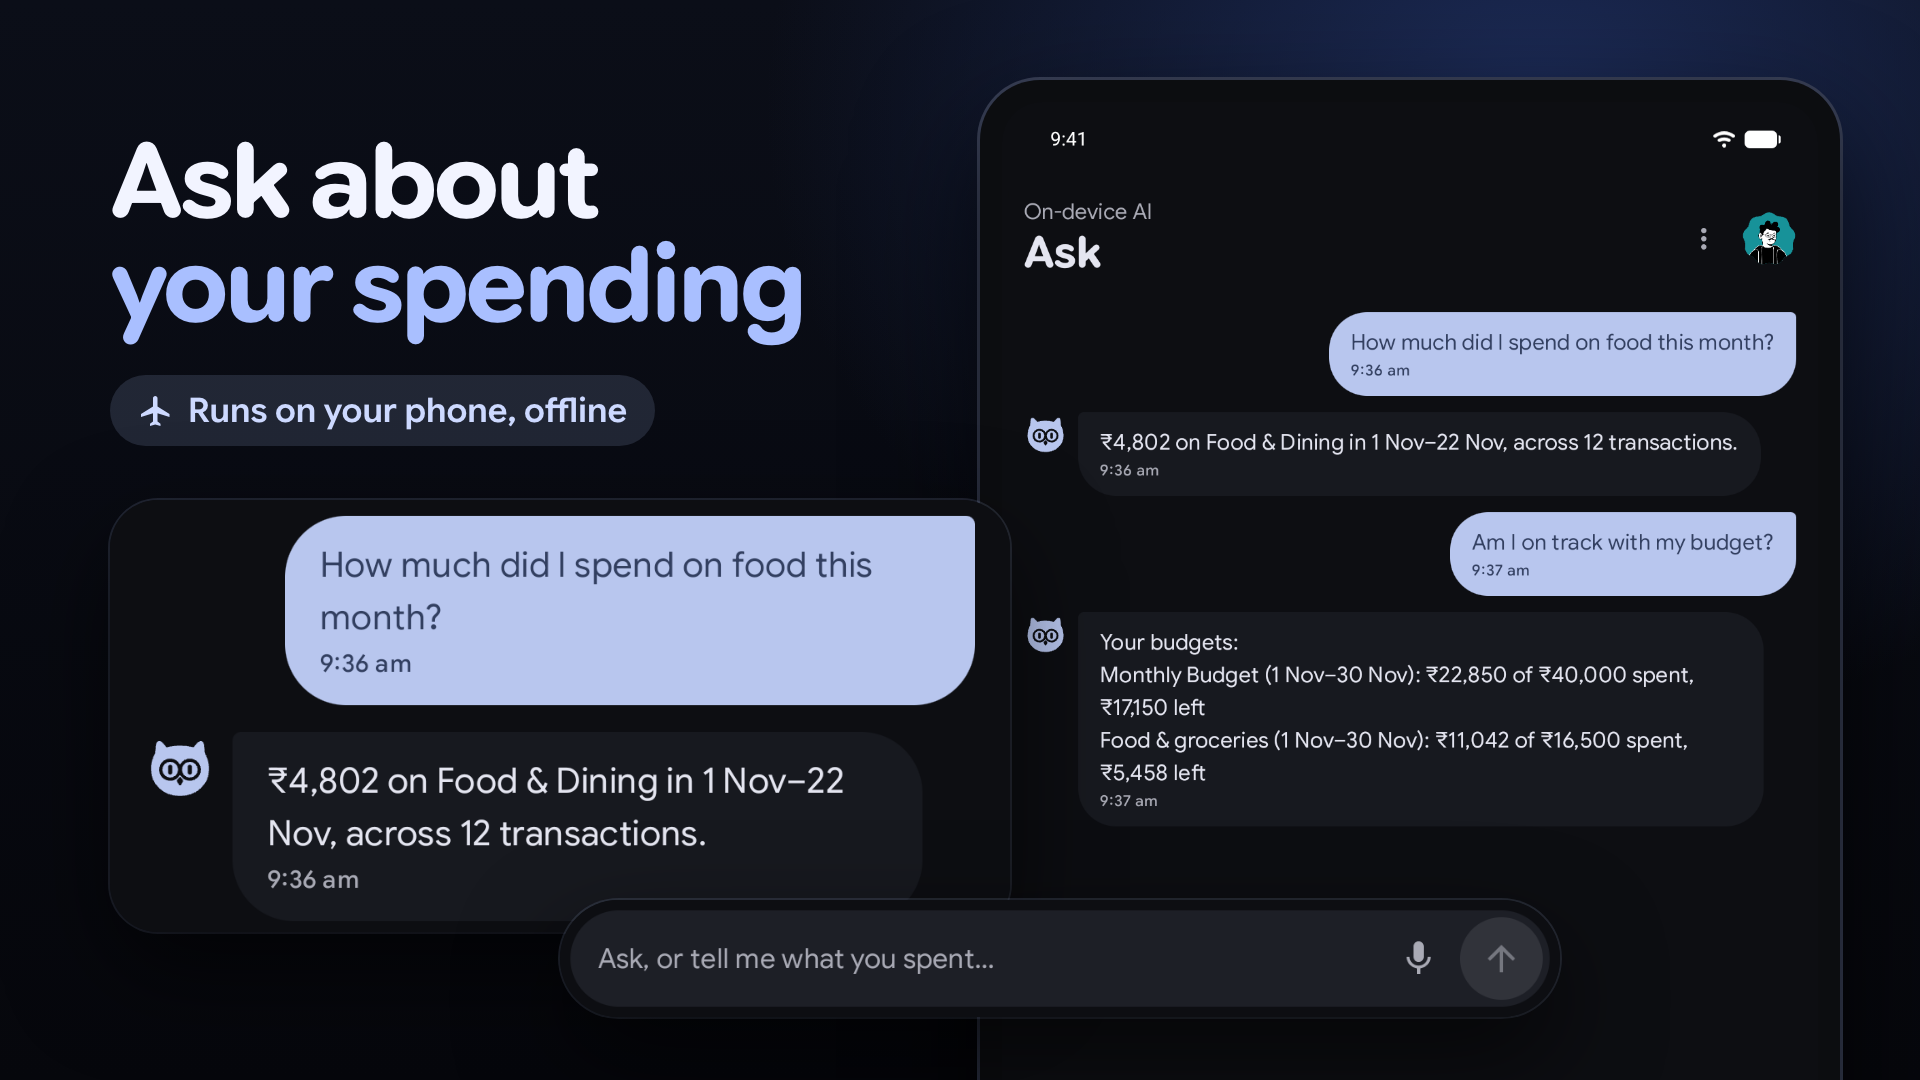 Ask about
your spending
Runs on your phone, offline
How much did I spend on food this
month?
9:36 am
₹4,802 on Food & Dining in 1 Nov–22
Nov, across 12 transactions.
9:36 am
9:41
On-device AI
Ask
How much did I spend on food this month?
9:36 am
₹4,802 on Food & Dining in 1 Nov–22 Nov, across 12 transactions.
9:36 am
Am I on track with my budget?
9:37 am
Your budgets:
Monthly Budget (1 Nov–30 Nov): ₹22,850 of ₹40,000 spent,
₹17,150 left
Food & groceries (1 Nov–30 Nov): ₹11,042 of ₹16,500 spent,
₹5,458 left
9:37 am
Ask, or tell me what you spent...